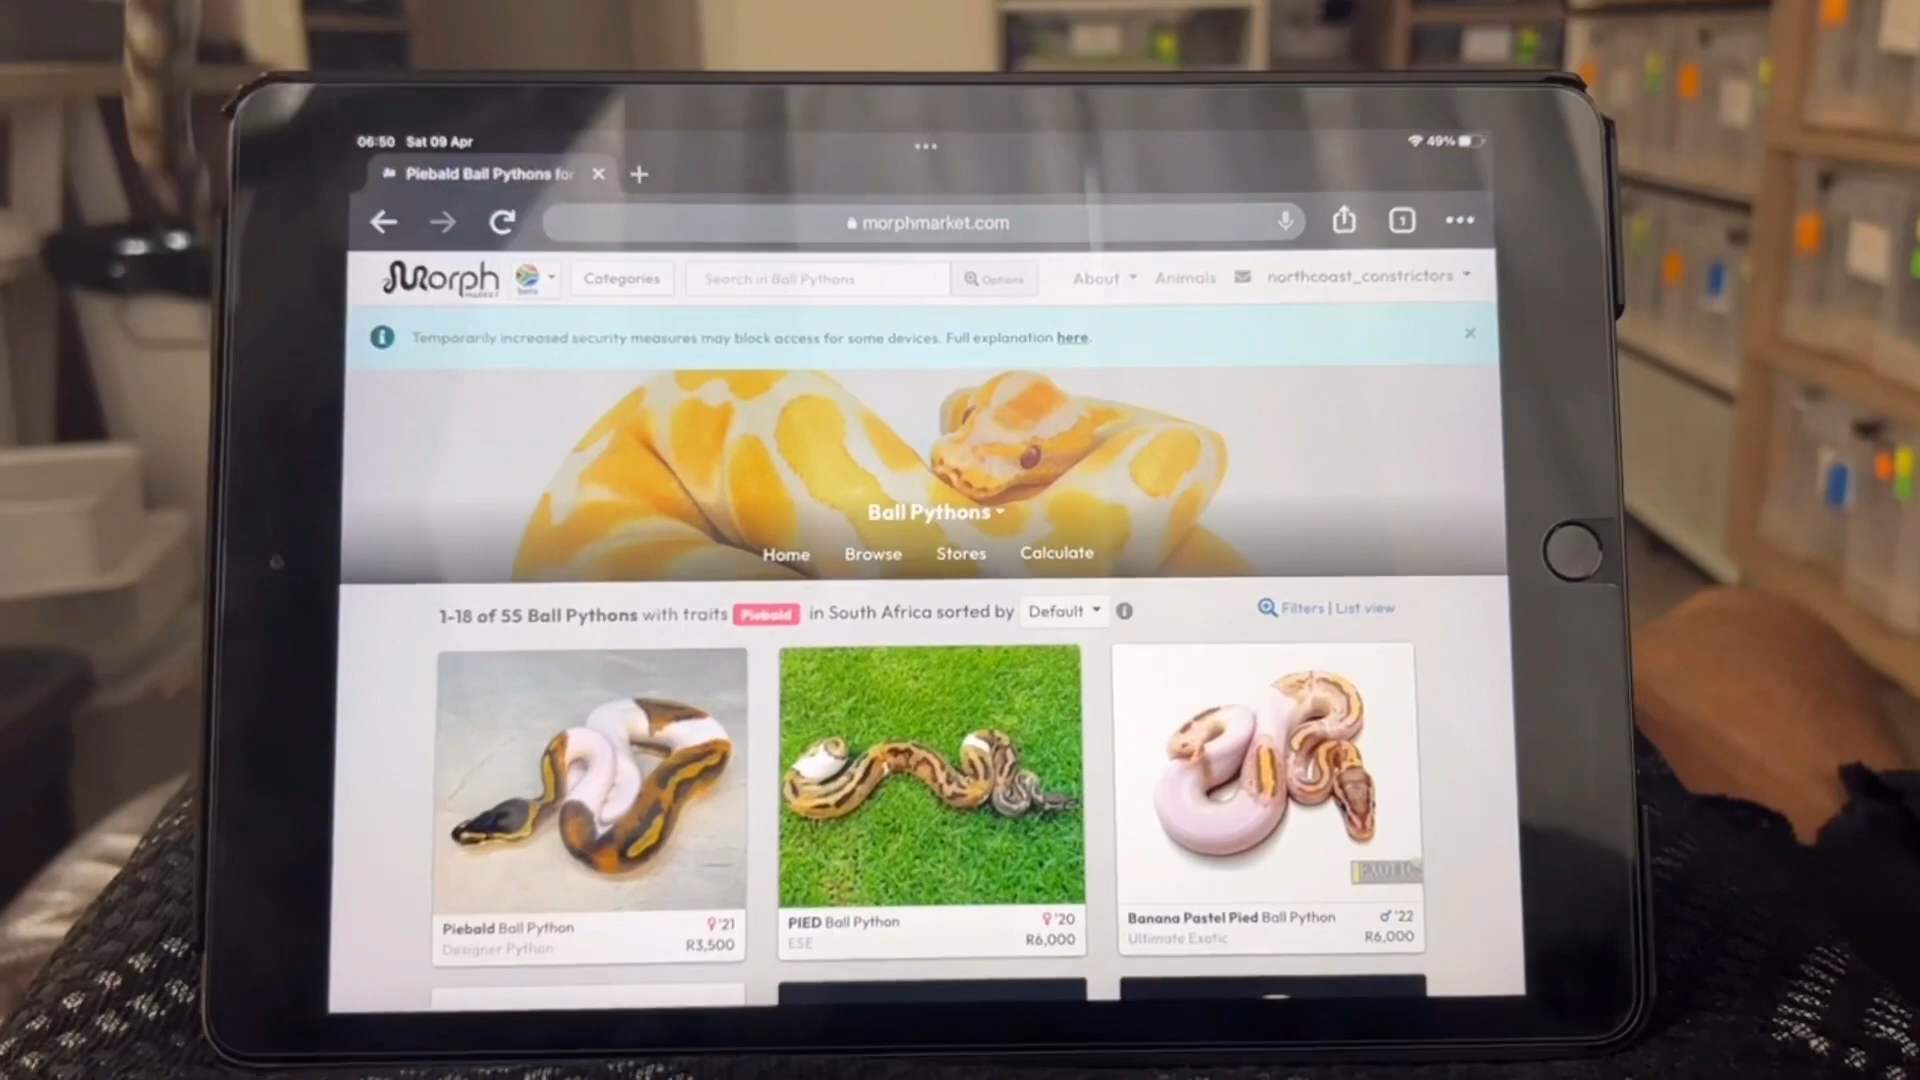 06:50 Sat 09 Apr
49%
Piebald Ball Pythons for
morphmarket.com
1
Morph
MARKET
beta
Categories
Search in Ball Pythons
Options
About
Animals
northcoast_constrictors
Temporarily increased security measures may block access for some devices. Full explanation here.
Ball Pythons
Home Browse Stores Calculate
1-18 of 55 Ball Pythons with traits Piebald in South Africa sorted by Default
Filters | List view
EXOTIC
Piebald Ball Python ♀'21
Designer Python R3,500
PIED Ball Python ♀'20
ESE R6,000
Banana Pastel Pied Ball Python ♂'22
Ultimate Exotic R6,000